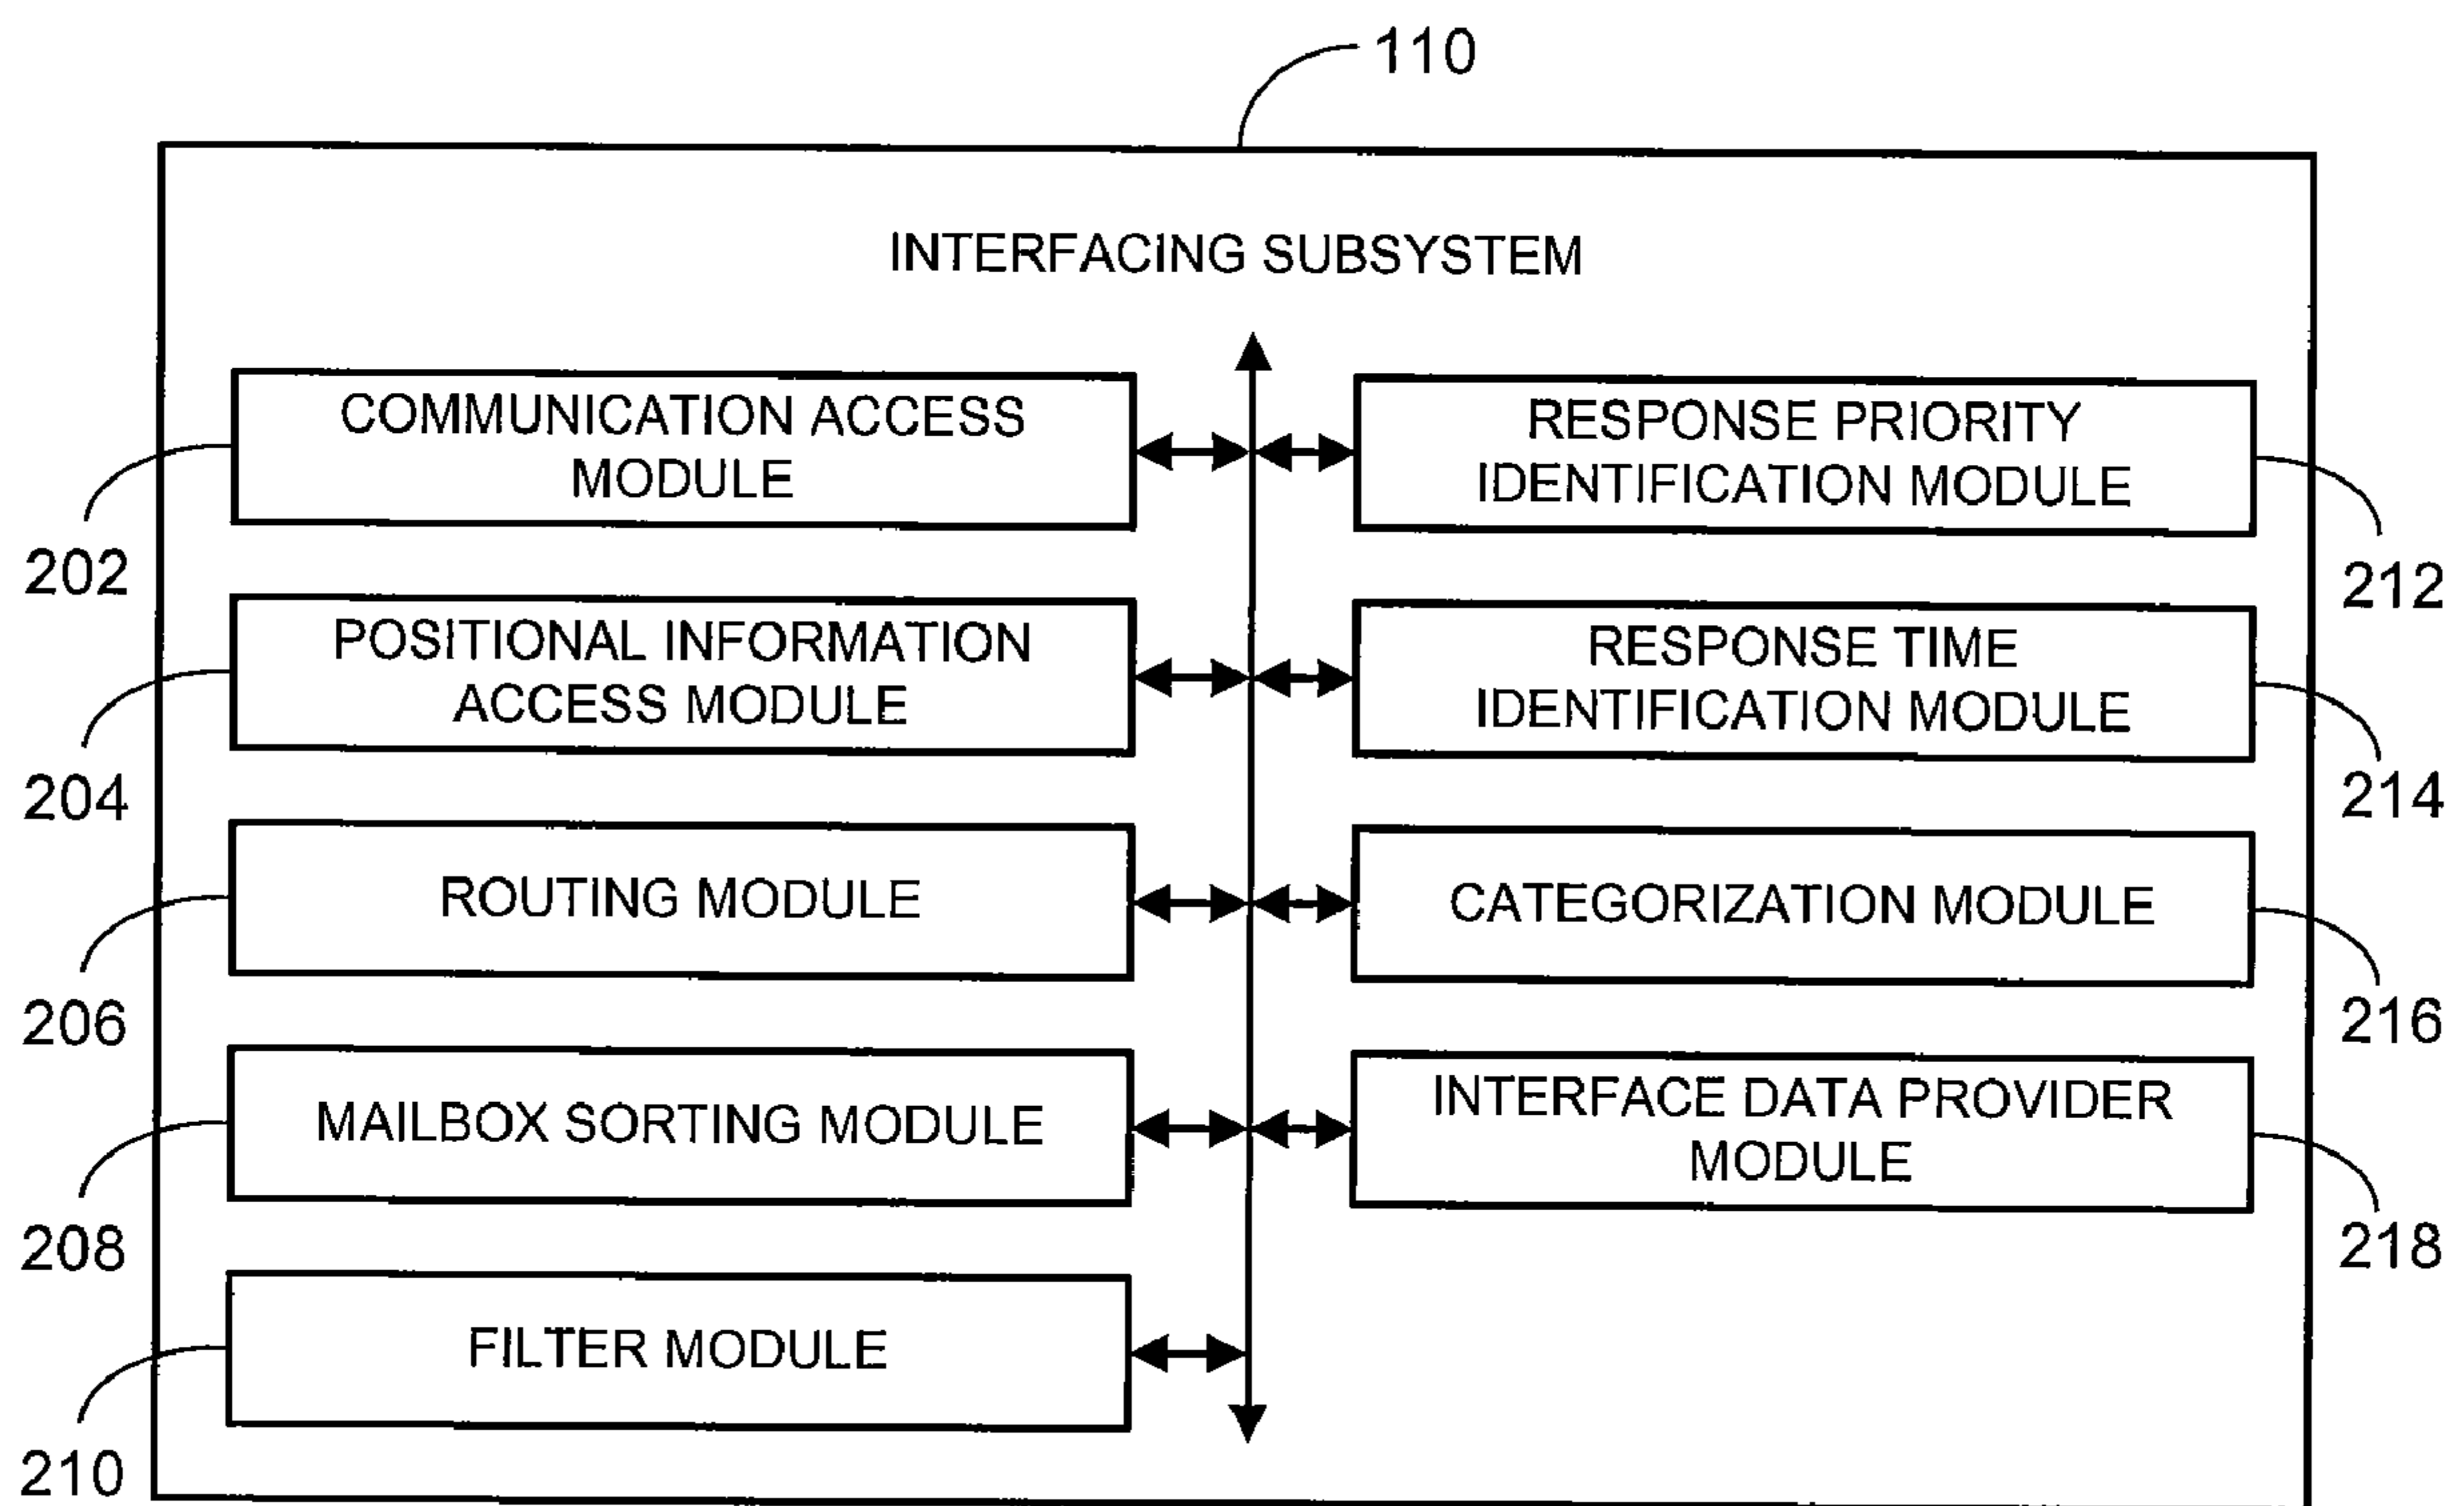 110
INTERFACING SUBSYSTEM
COMMUNICATION ACCESS
MODULE
202
POSITIONAL INFORMATION
ACCESS MODULE
204
ROUTING MODULE
206
MAILBOX SORTING MODULE
208
FILTER MODULE
210
RESPONSE PRIORITY
IDENTIFICATION MODULE
212
RESPONSE TIME
IDENTIFICATION MODULE
214
CATEGORIZATION MODULE
216
INTERFACE DATA PROVIDER
MODULE
218